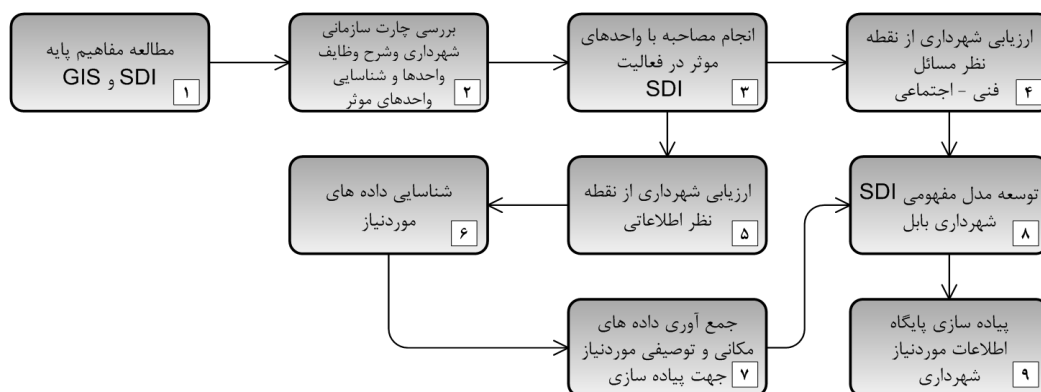 مطالعه مفاهیم پایه
GIS و SDI
۱
بررسی چارت سازمانی
شهرداری وشرح وظایف
واحدها و شناسایی
واحدهای موثر
۲
انجام مصاحبه با واحدهای
موثر در فعالیت
SDI
۳
ارزیابی شهرداری از نقطه
نظر مسائل
فنی - اجتماعی
۴
ارزیابی شهرداری از نقطه
نظر اطلاعاتی
۵
شناسایی داده های
موردنیاز
۶
جمع آوری داده های
مکانی و توصیفی موردنیاز
جهت پیاده سازی
۷
توسعه مدل مفهومی SDI
شهرداری بابل
۸
پیاده سازی پایگاه
اطلاعات موردنیاز
شهرداری
۹